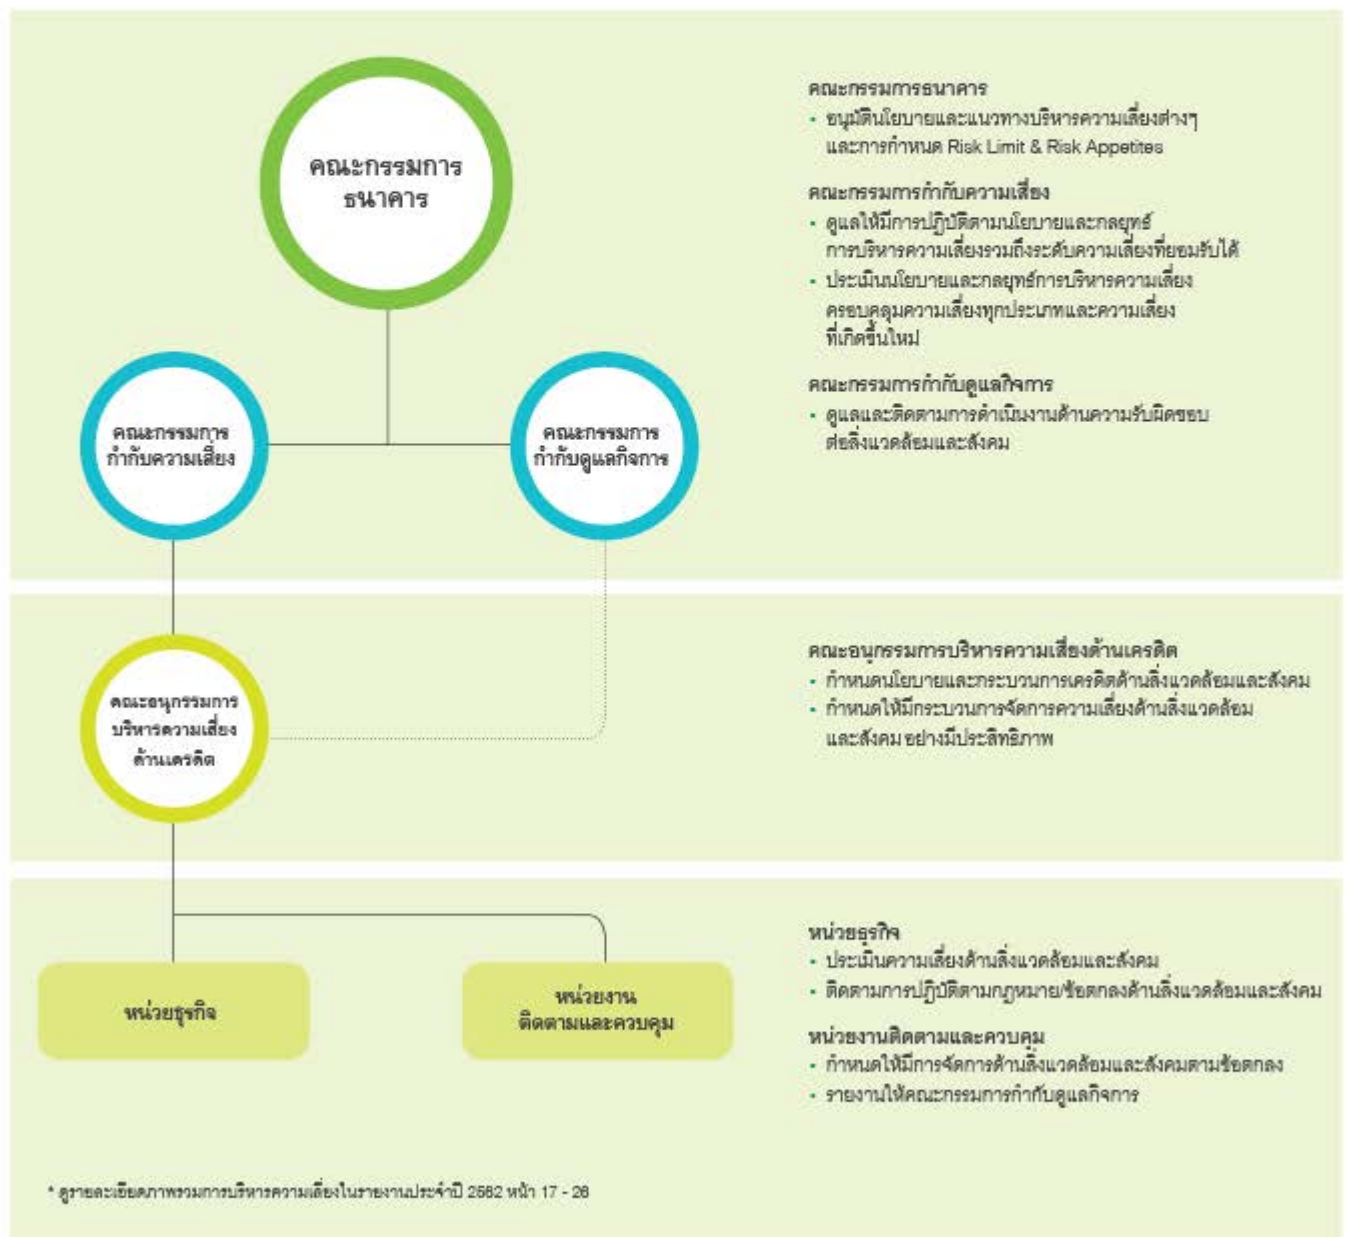 คณะกรรมการ
ธนาคาร
คณะกรรมการ
กำกับความเสี่ยง
คณะกรรมการ
กำกับดูแลกิจการ
คณะกรรมการธนาคาร
• อนุมัตินโยบายและแนวทางบริหารความเสี่ยงต่างๆ
และการกำหนด Risk Limit & Risk Appetites
คณะกรรมการกำกับความเสี่ยง
• ดูแลให้มีการปฏิบัติตามนโยบายและกลยุทธ์
การบริหารความเสี่ยงรวมถึงระดับความเสี่ยงที่ยอมรับได้
• ประเมินนโยบายและกลยุทธ์การบริหารความเสี่ยง
ครอบคลุมความเสี่ยงทุกประเภทและความเสี่ยง
ที่เกิดขึ้นใหม่
คณะกรรมการกำกับดูแลกิจการ
• ดูแลและติดตามการดำเนินงานด้านความรับผิดชอบ
ต่อสิ่งแวดล้อมและสังคม
คณะอนุกรรมการ
บริหารความเสี่ยง
ด้านเครดิต
คณะอนุกรรมการบริหารความเสี่ยงด้านเครดิต
• กำหนดนโยบายและกระบวนการเครดิตด้านสิ่งแวดล้อมและสังคม
• กำหนดให้มีกระบวนการจัดการความเสี่ยงด้านสิ่งแวดล้อม
และสังคม อย่างมีประสิทธิภาพ
หน่วยธุรกิจ
หน่วยงาน
ติดตามและควบคุม
หน่วยธุรกิจ
• ประเมินความเสี่ยงด้านสิ่งแวดล้อมและสังคม
• ติดตามการปฏิบัติตามกฎหมาย/ข้อตกลงด้านสิ่งแวดล้อมและสังคม
หน่วยงานติดตามและควบคุม
• กำหนดให้มีการจัดการด้านสิ่งแวดล้อมและสังคมตามข้อตกลง
• รายงานให้คณะกรรมการกำกับดูแลกิจการ
* ดูรายละเอียดภาพรวมการบริหารความเสี่ยงในรายงานประจำปี 2562 หน้า 17 - 26